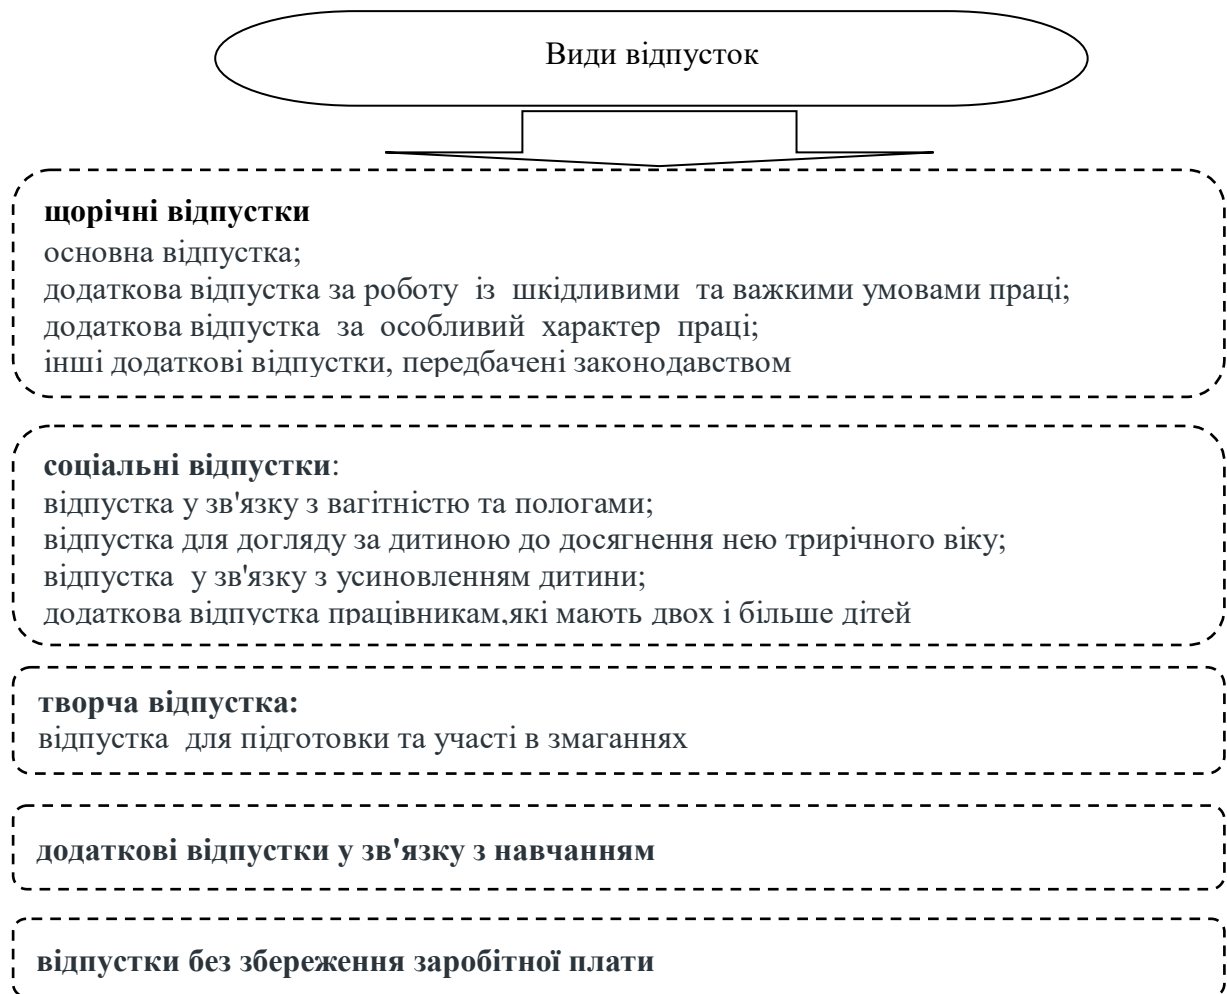 Види відпусток
щорічні відпустки
основна відпустка;
додаткова відпустка за роботу із шкідливими та важкими умовами праці;
додаткова відпустка за особливий характер праці;
інші додаткові відпустки, передбачені законодавством
соціальні відпустки:
відпустка у зв'язку з вагітністю та пологами;
відпустка для догляду за дитиною до досягнення нею трирічного віку;
відпустка у зв'язку з усиновленням дитини;
додаткова відпустка працівникам,які мають двох і більше дітей
творча відпустка:
відпустка для підготовки та участі в змаганнях
додаткові відпустки у зв'язку з навчанням
відпустки без збереження заробітної плати